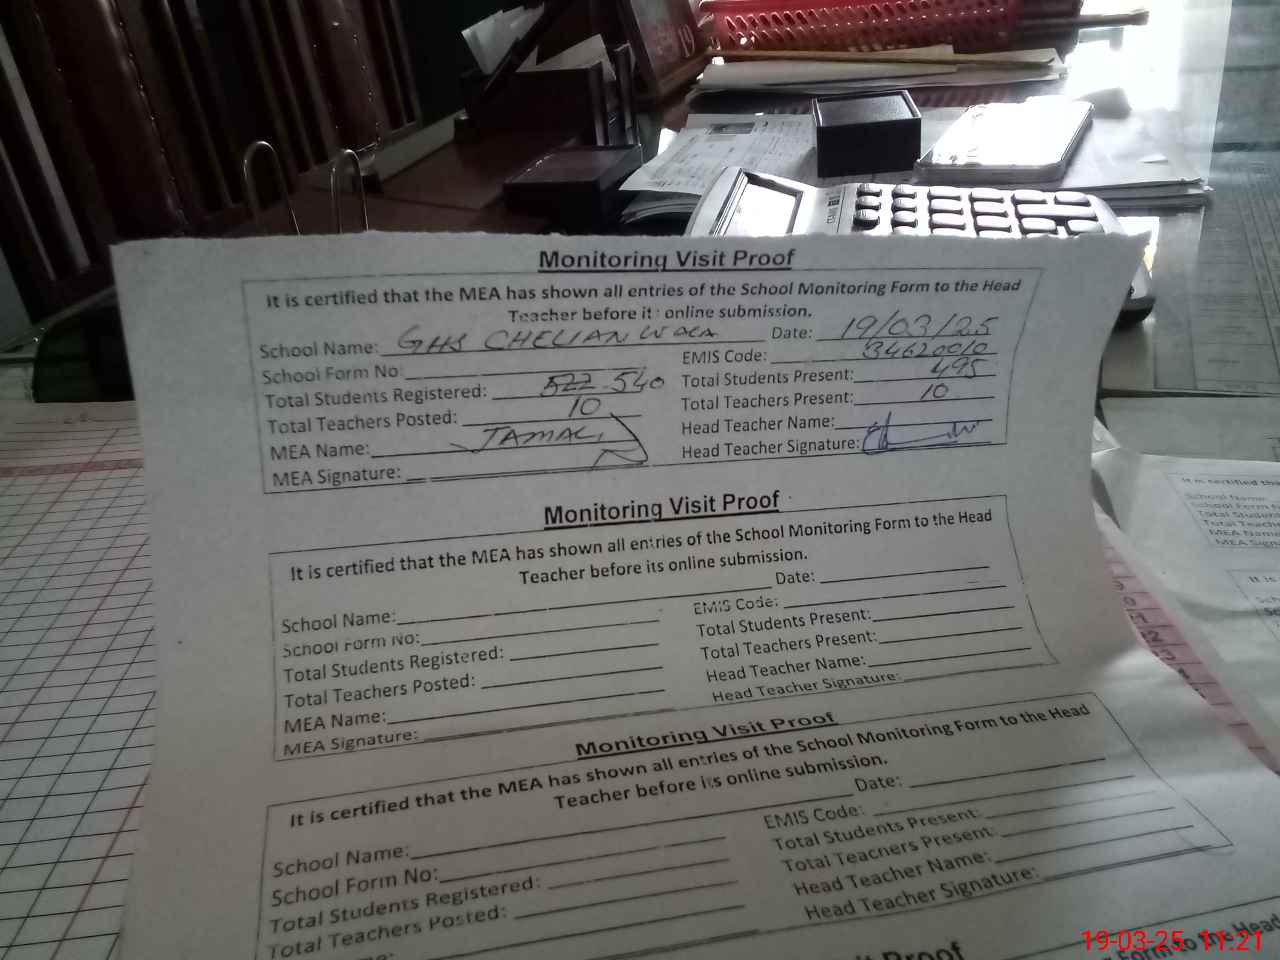 Monitoring Visit Proof
It is certified that the MEA has shown all entries of the School Monitoring Form to the Head
Teacher before its online submission.
School Name: GHS CHELIANWALA Date: 19/03/25
School Form No: EMIS Code: 34620010
Total Students Registered: 522 540 Total Students Present: 495
Total Teachers Posted: 10 Total Teachers Present: 10
MEA Name: JAMAL Head Teacher Name:
MEA Signature: Head Teacher Signature:
Monitoring Visit Proof
It is certified that the MEA has shown all entries of the School Monitoring Form to the Head
Teacher before its online submission.
School Name: Date:
School Form No: EMIS Code:
Total Students Registered: Total Students Present:
Total Teachers Posted: Total Teachers Present:
MEA Name: Head Teacher Name:
MEA Signature: Head Teacher Signature:
Monitoring Visit Proof
It is certified that the MEA has shown all entries of the School Monitoring Form to the Head
Teacher before its online submission.
School Name: Date:
School Form No: EMIS Code:
Total Students Registered: Total Students Present:
Total Teachers Posted: Total Teachers Present:
Head Teacher Name:
Head Teacher Signature:
19-03-25 11:21